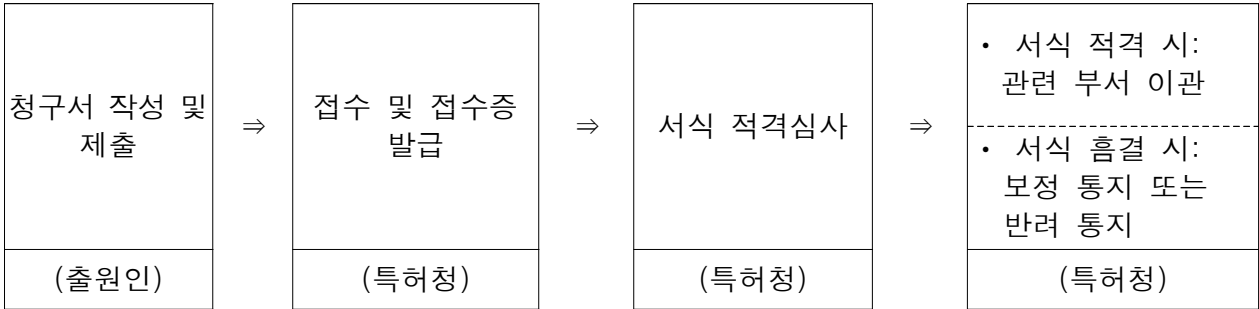 청구서 작성 및
제출
(출원인)
⇒
접수 및 접수증
발급
(특허청)
⇒
서식 적격심사
(특허청)
⇒
• 서식 적격 시:
관련 부서 이관
• 서식 흠결 시:
보정 통지 또는
반려 통지
(특허청)